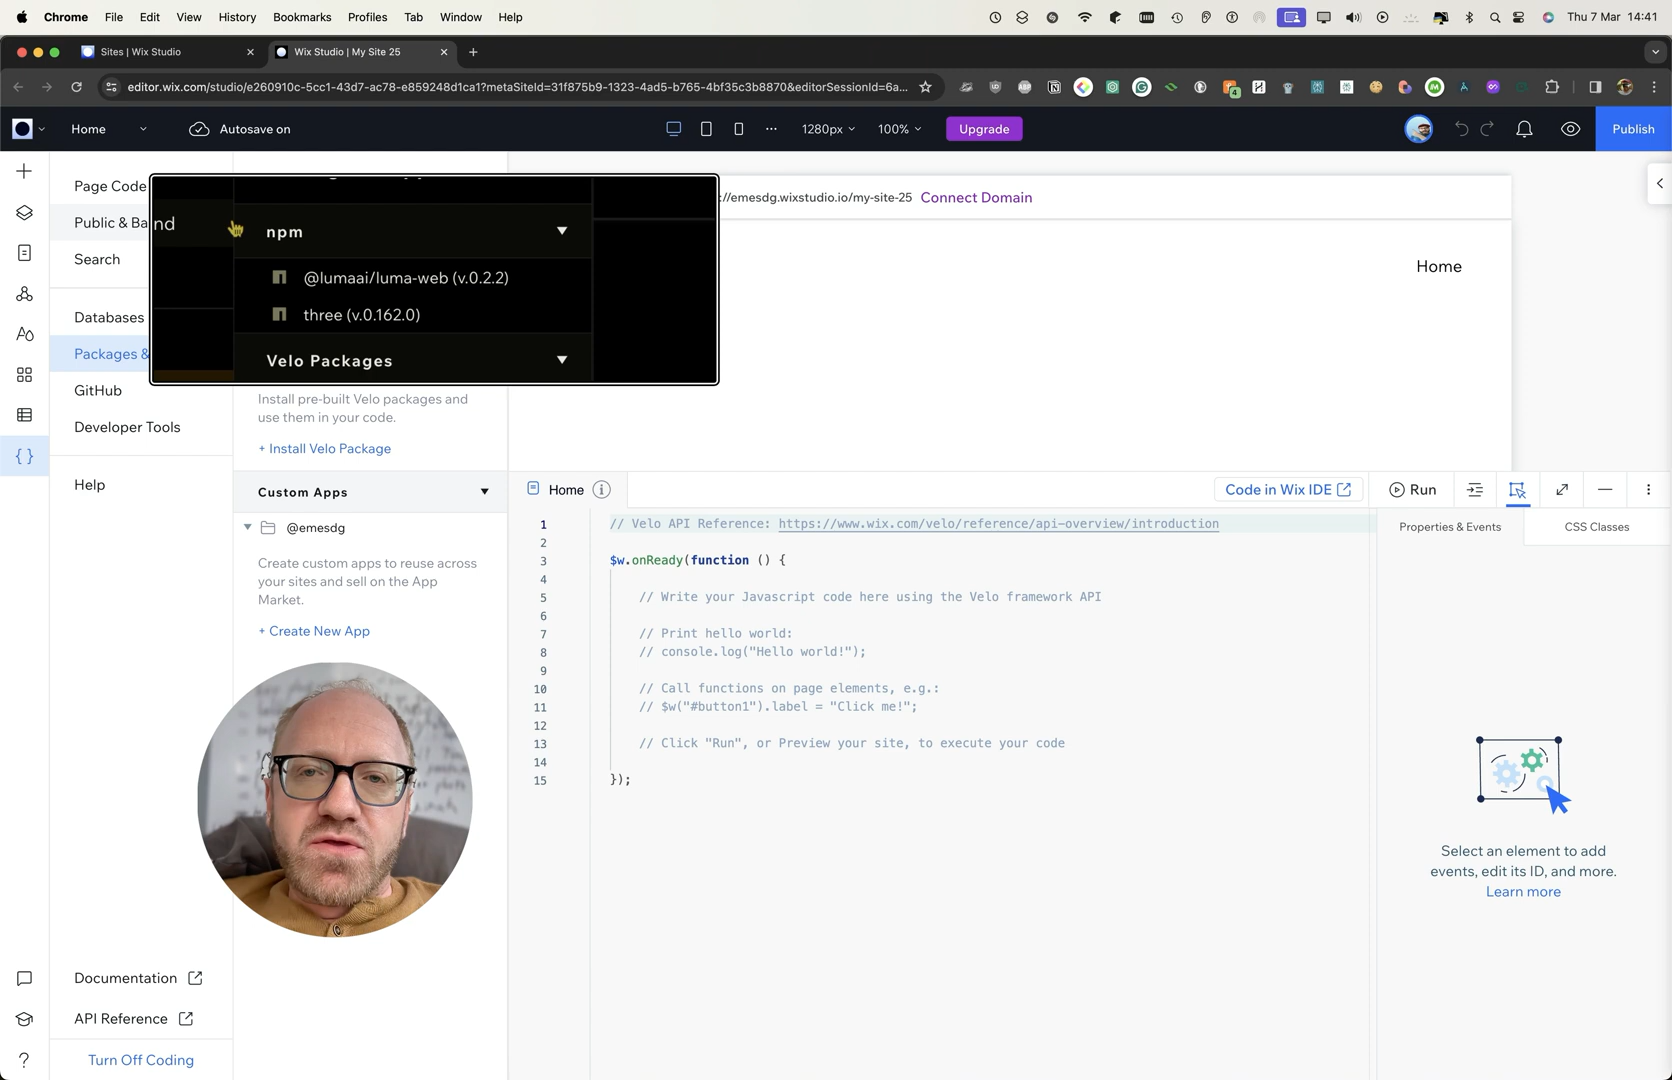 Chrome File Edit View History Bookmarks Profiles Tab Window Help Thu 7 Mar 14:41
Sites | Wix Studio Wix Studio | My Site 25
editor.wix.com/studio/e260910c-5cc1-43d7-ac78-e859248d1ca1?metaSiteId=31f875b9-1323-4ad5-b765-4bf35c3b8870&editorSessionId=6a...
Home Autosave on 1280px 100% Upgrade Publish
Page Code
Public & Ba
nd
Search
Databases
Packages &
GitHub
Developer Tools
Help
npm
@lumaai/luma-web (v.0.2.2)
three (v.0.162.0)
Velo Packages
Install pre-built Velo packages and
use them in your code.
+ Install Velo Package
Custom Apps
@emesdg
Create custom apps to reuse across
your sites and sell on the App
Market.
+ Create New App
://emesdg.wixstudio.io/my-site-25 Connect Domain
Home
Home Code in Wix IDE Run
Properties & Events CSS Classes
1 // Velo API Reference: https://www.wix.com/velo/reference/api-overview/introduction
2
3 $w.onReady(function () {
4
5 // Write your Javascript code here using the Velo framework API
6
7 // Print hello world:
8 // console.log("Hello world!");
9
10 // Call functions on page elements, e.g.:
11 // $w("#button1").label = "Click me!";
12
13 // Click "Run", or Preview your site, to execute your code
14
15 });
Select an element to add
events, edit its ID, and more.
Learn more
Documentation
API Reference
Turn Off Coding